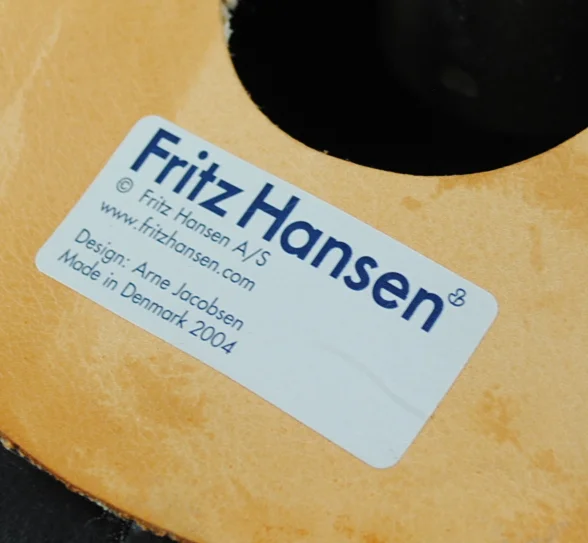 Fritz Hansen
© Fritz Hansen A/S
www.fritzhansen.com
Design: Arne Jacobsen
Made in Denmark 2004